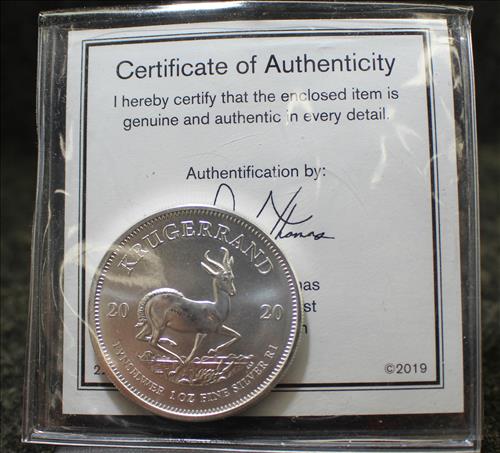 Certificate of Authenticity
I hereby certify that the enclosed item is
genuine and authentic in every detail.
Authentification by:
Thomas
KRUGERRAND
20 20
FYNSILWER 1 OZ FINE SILVER R1
©2019